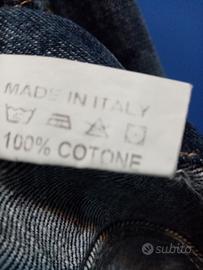 MADE IN ITALY
100% COTONE
subito